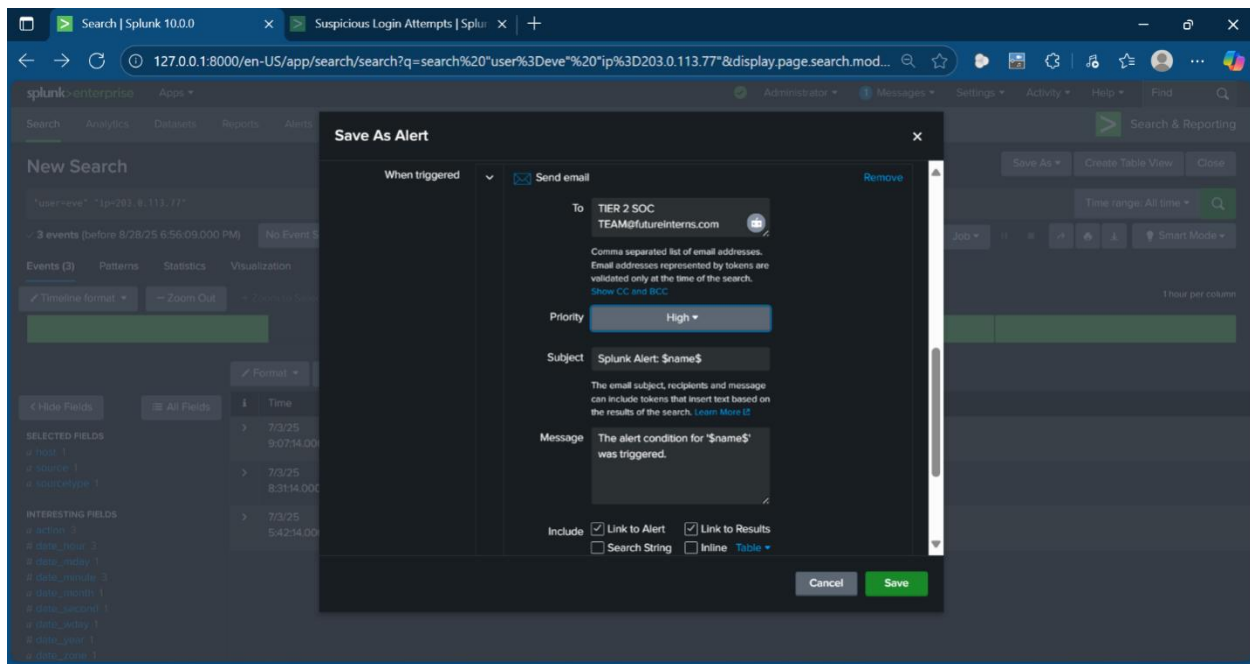 Search | Splunk 10.0.0
Suspicious Login Attempts | Splun
127.0.0.1:8000/en-US/app/search/search?q=search%20"user%3Deve"%20"ip%3D203.0.113.77"&display.page.search.mod...
splunk>enterprise Apps
Administrator 1 Messages Settings Activity Help Find
Search Analytics Datasets Reports Alerts
Search & Reporting
Save As Alert
New Search
Save As Create Table View Close
"user=eve" "ip=203.0.113.77"
Time range: All time
3 events (before 8/28/25 6:56:09.000 PM) No Event S
Job
Smart Mode
Events (3) Patterns Statistics Visualization
Timeline format — Zoom Out
1 hour per column
Format
< Hide Fields All Fields i Time
SELECTED FIELDS
a host 1
a source 1
a sourcetype 1
INTERESTING FIELDS
a action 3
# date_hour 3
# date_mday 1
# date_minute 3
a date_month 1
# date_second 1
a date_wday 1
# date_year 1
a date_zone 1
7/3/25
9:07:14.00
7/3/25
8:31:14.000
7/3/25
5:42:14.00
When triggered
Send email Remove
To TIER 2 SOC
TEAM@futureinterns.com
Comma separated list of email addresses.
Email addresses represented by tokens are
validated only at the time of the search.
Show CC and BCC
Priority High
Subject Splunk Alert: $name$
The email subject, recipients and message
can include tokens that insert text based on
the results of the search. Learn More
Message The alert condition for '$name$'
was triggered.
Include Link to Alert Link to Results
Search String Inline Table
Cancel Save